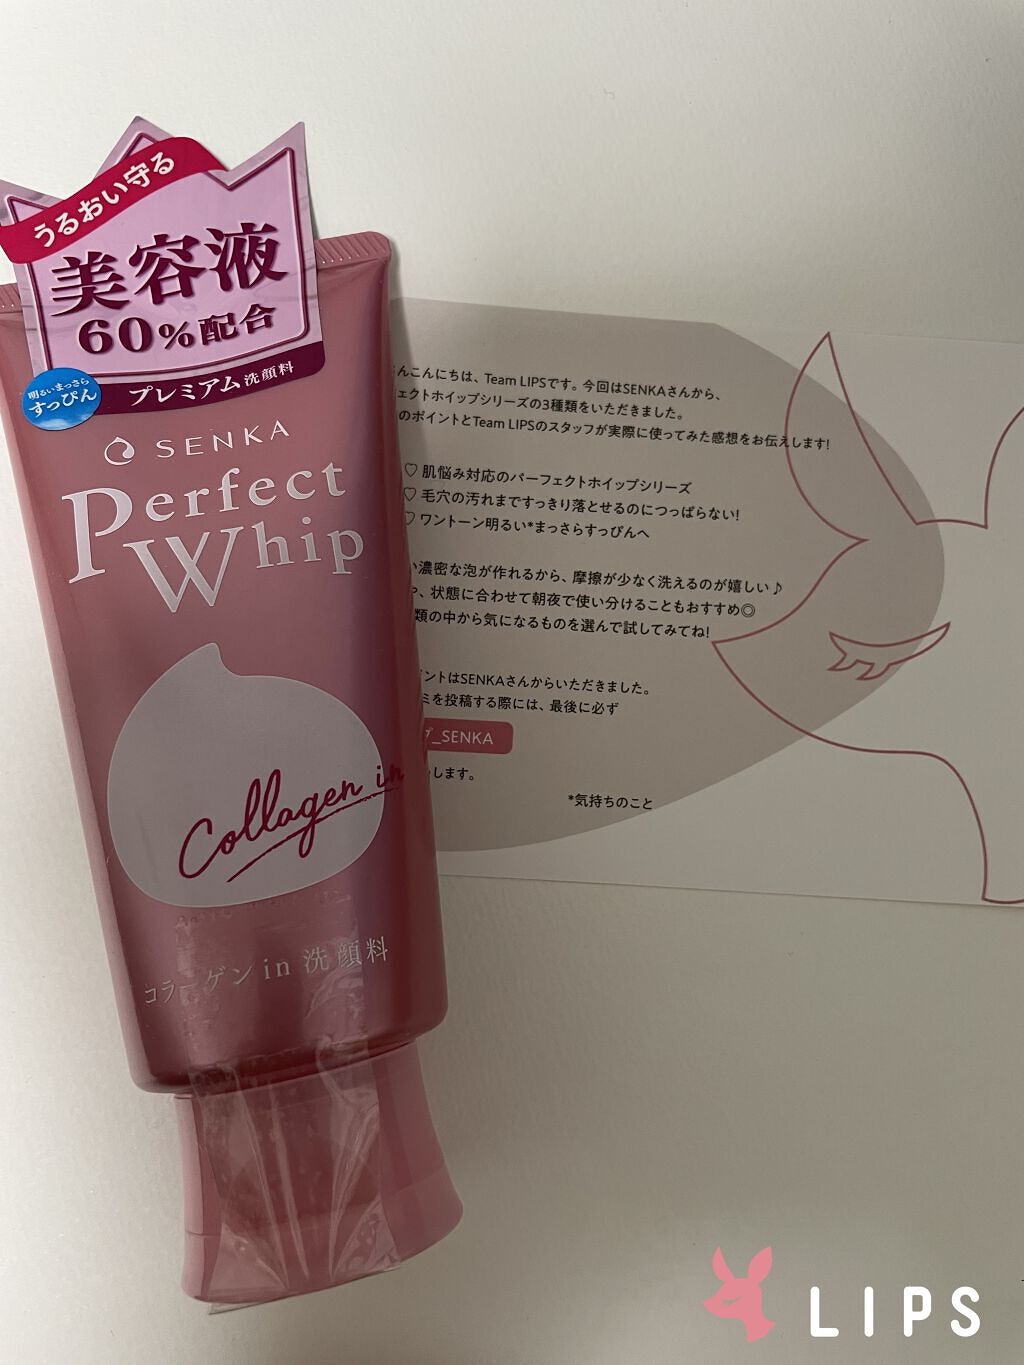 うるおい守る
美容液
60%配合
プレミアム洗顔料
明るいまっさら
すっぴん
SENKA
Perfect
Whip
Collagen in
コラーゲン in 洗顔料
んこんにちは、Team LIPSです。今回はSENKAさんから、
ェクトホイップシリーズの3種類をいただきました。
のポイントとTeam LIPSのスタッフが実際に使ってみた感想をお伝えします!
♡ 肌悩み対応のパーフェクトホイップシリーズ
♡ 毛穴の汚れまですっきり落とせるのにつっぱらない!
♡ ワントーン明るい*まっさらすっぴんへ
濃密な泡が作れるから、摩擦が少なく洗えるのが嬉しい♪
、状態に合わせて朝夜で使い分けることもおすすめ◎
類の中から気になるものを選んで試してみてね!
ントはSENKAさんからいただきました。
ミを投稿する際には、最後に必ず
プ_SENKA
します。
*気持ちのこと
LIPS